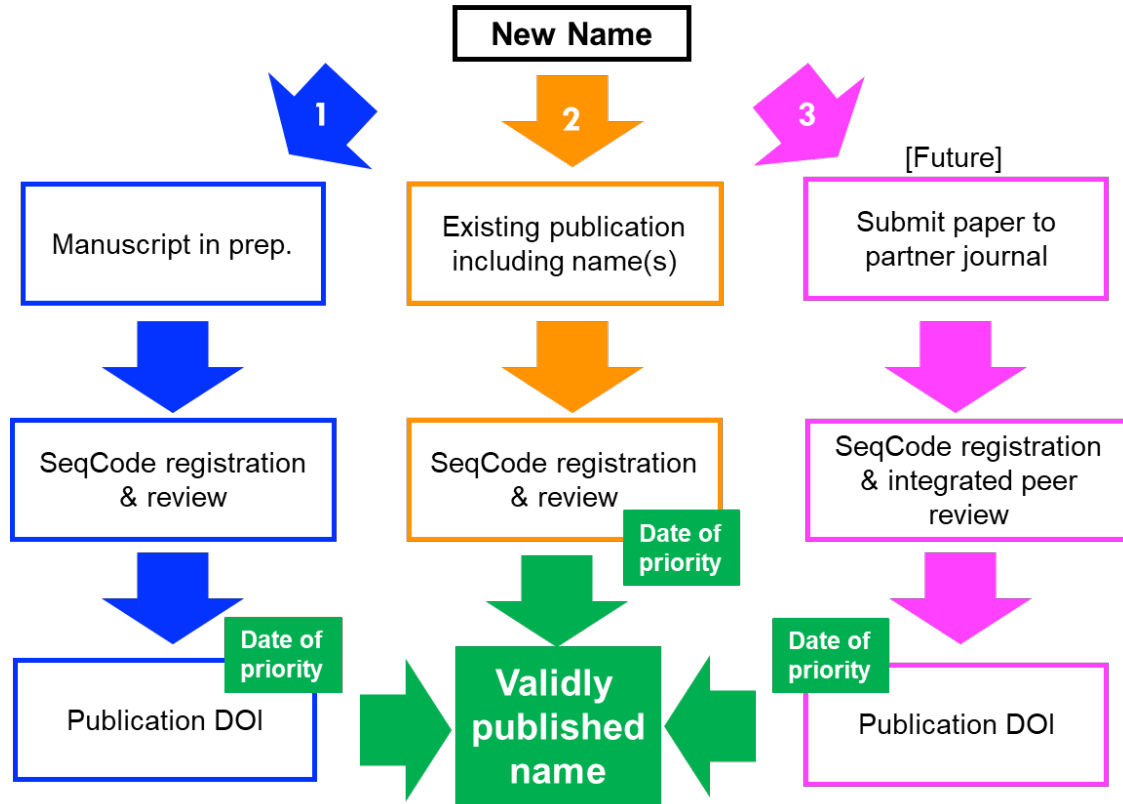 New Name
1
2
3
[Future]
Manuscript in prep.
Existing publication
including name(s)
Submit paper to
partner journal
SeqCode registration
& review
SeqCode registration
& review
Date of
priority
SeqCode registration
& integrated peer
review
Date of
priority
Publication DOI
Validly
published
name
Date of
priority
Publication DOI